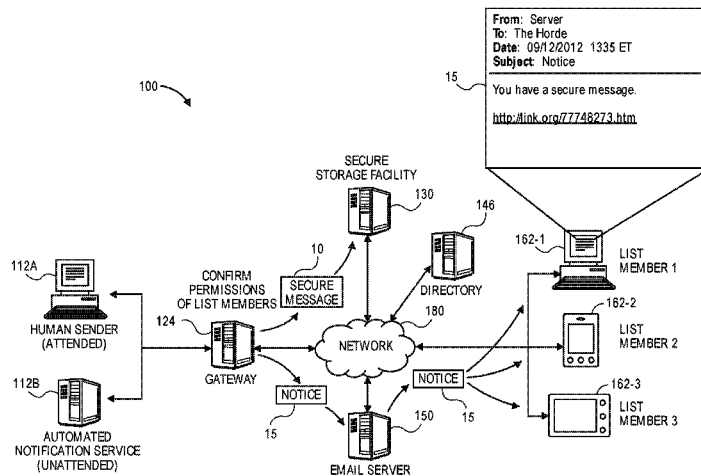 From: Server
To: The Horde
Date: 09/12/2012 1335 ET
Subject: Notice
You have a secure message.
http://link.org/77748273.htm
15
100
SECURE
STORAGE FACILITY
130
146
DIRECTORY
162-1
LIST
MEMBER 1
112A
HUMAN SENDER
(ATTENDED)
CONFIRM
PERMISSIONS
OF LIST MEMBERS
10
SECURE
MESSAGE
124
GATEWAY
180
NETWORK
162-2
LIST
MEMBER 2
112B
AUTOMATED
NOTIFICATION SERVICE
(UNATTENDED)
NOTICE
15
150
EMAIL SERVER
NOTICE
15
162-3
LIST
MEMBER 3